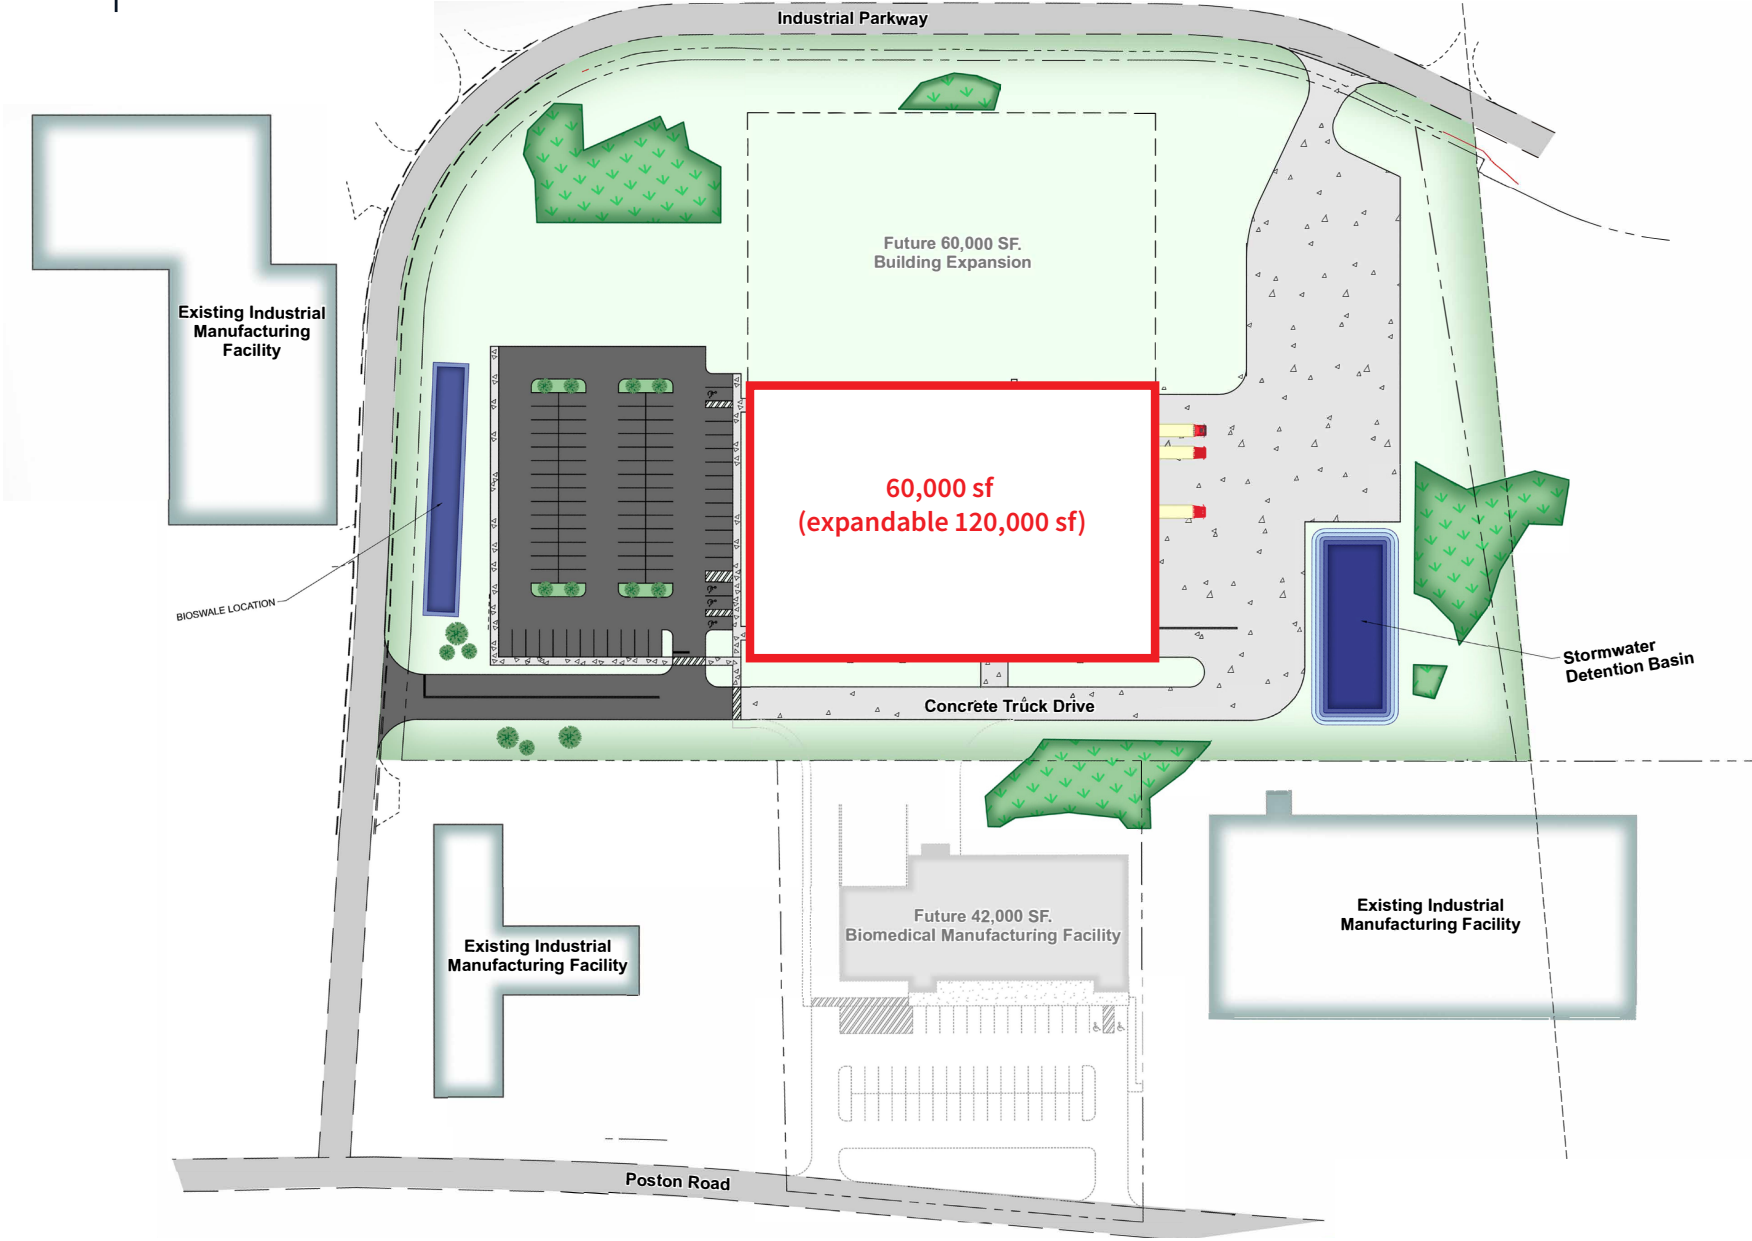 Industrial Parkway
Future 60,000 SF.
Building Expansion
Existing Industrial
Manufacturing
Facility
60,000 sf
(expandable 120,000 sf)
BIOSWALE LOCATION
Stormwater
Detention Basin
Concrete Truck Drive
Future 42,000 SF.
Biomedical Manufacturing Facility
Existing Industrial
Manufacturing Facility
Existing Industrial
Manufacturing Facility
Poston Road